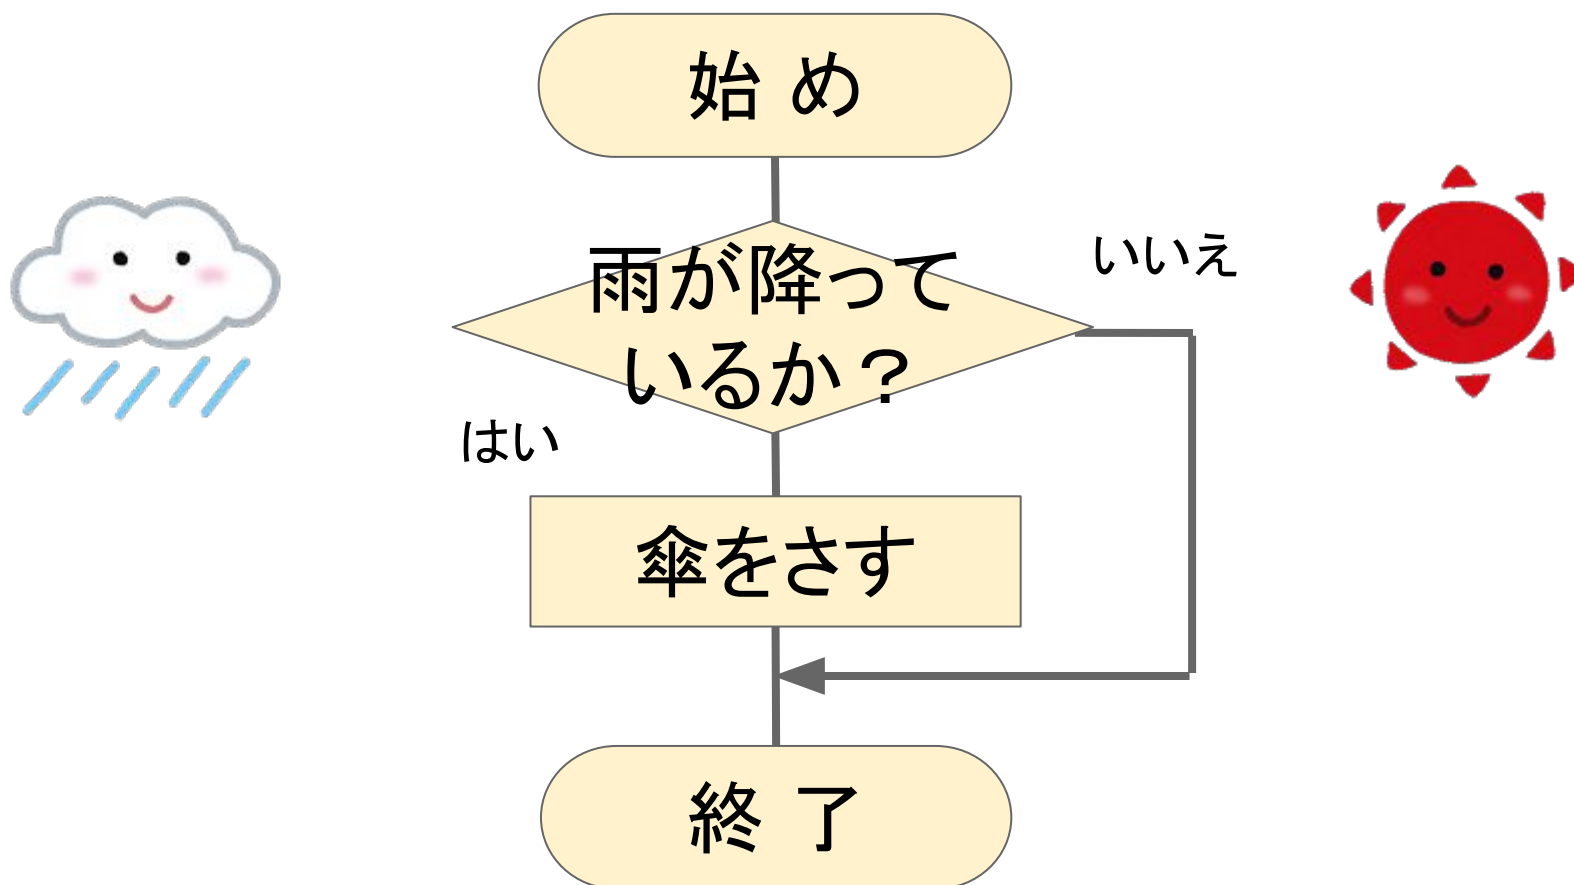 始 め
雨が降って
いるか？
いいえ
はい
傘をさす
終 了